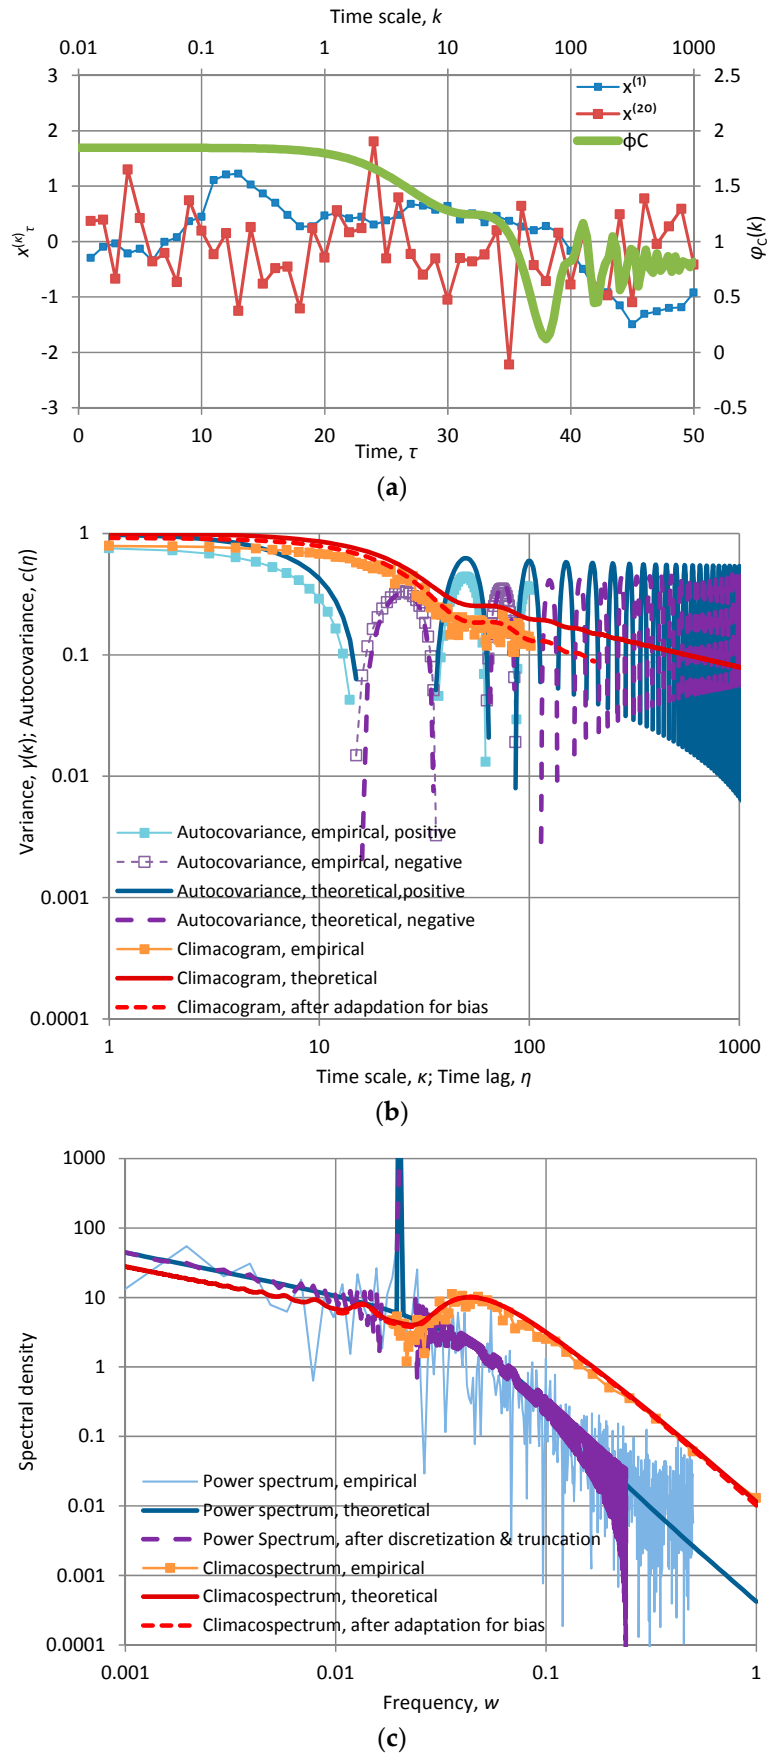 Time scale, k
0.01 0.1 1 10 100 1000
3 2.5
2 2
1 1.5
0 1
-1 0.5
-2 0
-3 -0.5
x(1)
x(20)
φC
x(κ)τ
φC(k)
0 10 20 30 40 50
Time, τ
(a)
Variance, γ(κ); Autocovariance, c(η)
1
0.1
0.01
0.001
0.0001
Autocovariance, empirical, positive
Autocovariance, empirical, negative
Autocovariance, theoretical,positive
Autocovariance, theoretical, negative
Climacogram, empirical
Climacogram, theoretical
Climacogram, after adapdation for bias
1 10 100 1000
Time scale, κ; Time lag, η
(b)
Spectral density
1000
100
10
1
0.1
0.01
0.001
0.0001
Power spectrum, empirical
Power spectrum, theoretical
Power Spectrum, after discretization & truncation
Climacospectrum, empirical
Climacospectrum, theoretical
Climacospectrum, after adaptation for bias
0.001 0.01 0.1 1
Frequency, w
(c)